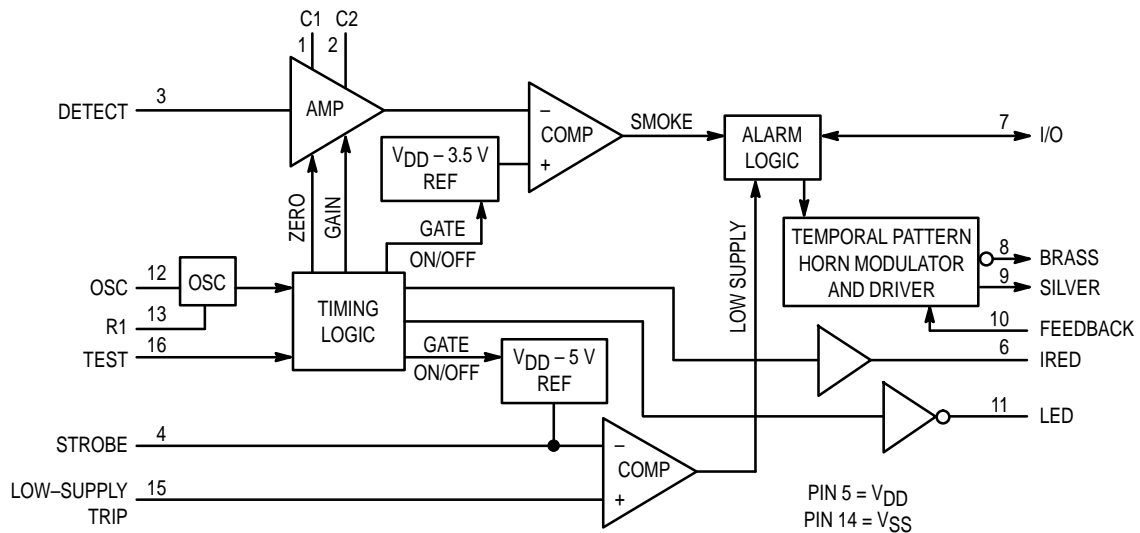 C1 C2
1 2
DETECT 3
AMP
–
COMP
+
SMOKE
ALARM
LOGIC
7 I/O
VDD – 3.5 V
REF
ZERO
GAIN
GATE
ON/OFF
LOW SUPPLY
TEMPORAL PATTERN
HORN MODULATOR
AND DRIVER
8 BRASS
9 SILVER
10 FEEDBACK
OSC 12
OSC
R1 13
TEST 16
TIMING
LOGIC
GATE
ON/OFF
VDD – 5 V
REF
6 IRED
11 LED
STROBE 4
–
COMP
+
LOW–SUPPLY
TRIP
15
PIN 5 = VDD
PIN 14 = VSS